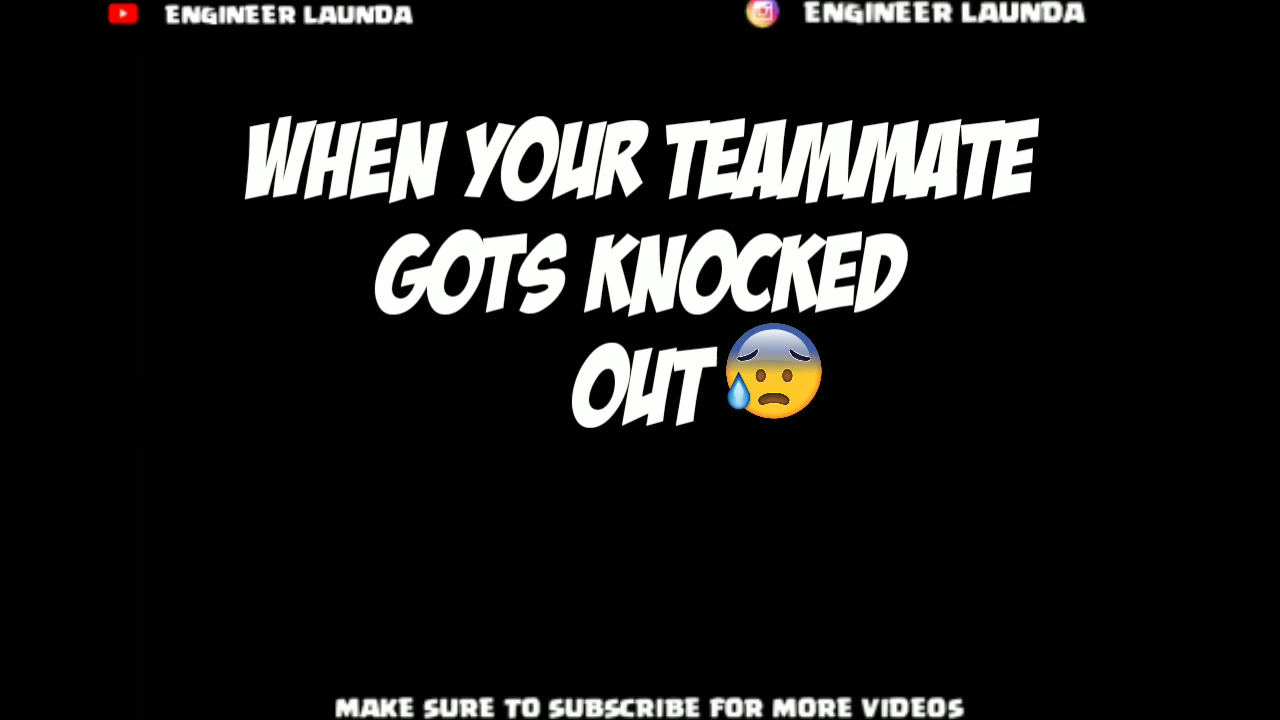 ENGINEER LAUNDA
ENGINEER LAUNDA
WHEN YOUR TEAMMATE
GOTS KNOCKED
OUT
MAKE SURE TO SUBSCRIBE FOR MORE VIDEOS